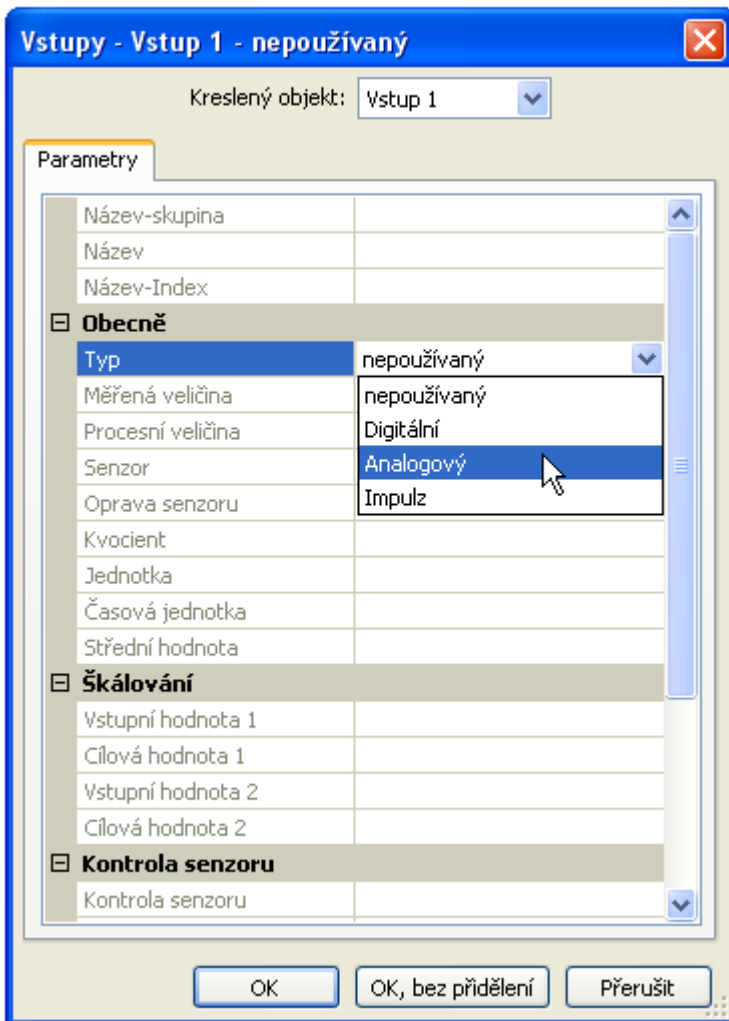 Vstupy - Vstup 1 - nepoužívaný
Kreslený objekt: Vstup 1
Parametry
Název-skupina
Název
Název-Index
Obecně
Typ nepoužívaný
Měřená veličina nepoužívaný
Procesní veličina Digitální
Senzor Analogový
Oprava senzoru Impulz
Kvocient
Jednotka
Časová jednotka
Střední hodnota
Škálování
Vstupní hodnota 1
Cílová hodnota 1
Vstupní hodnota 2
Cílová hodnota 2
Kontrola senzoru
Kontrola senzoru
OK OK, bez přidělení Přerušit